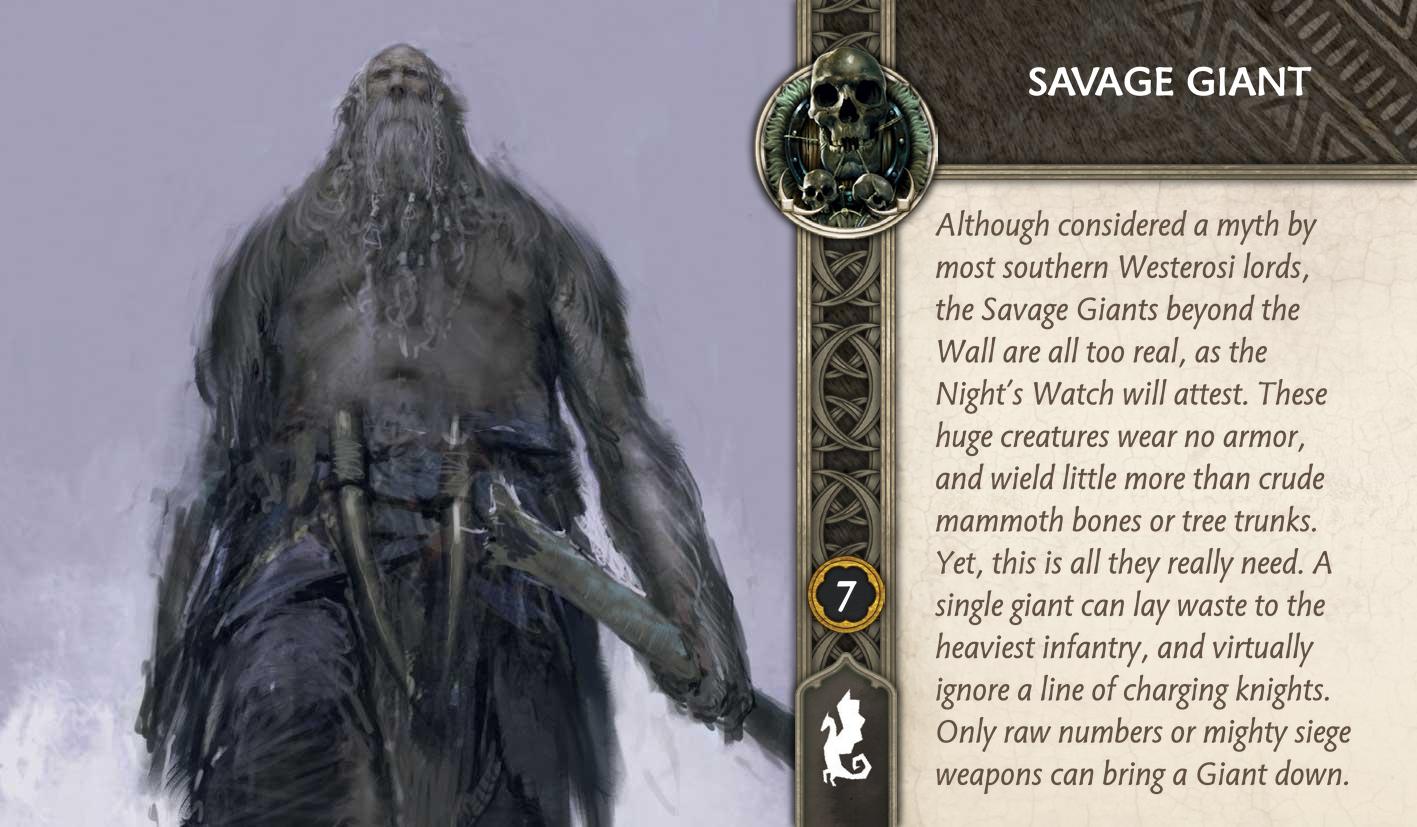 SAVAGE GIANT
Although considered a myth by
most southern Westerosi lords,
the Savage Giants beyond the
Wall are all too real, as the
Night's Watch will attest. These
huge creatures wear no armor,
and wield little more than crude
mammoth bones or tree trunks.
Yet, this is all they really need. A
single giant can lay waste to the
heaviest infantry, and virtually
ignore a line of charging knights.
Only raw numbers or mighty siege
weapons can bring a Giant down.
7